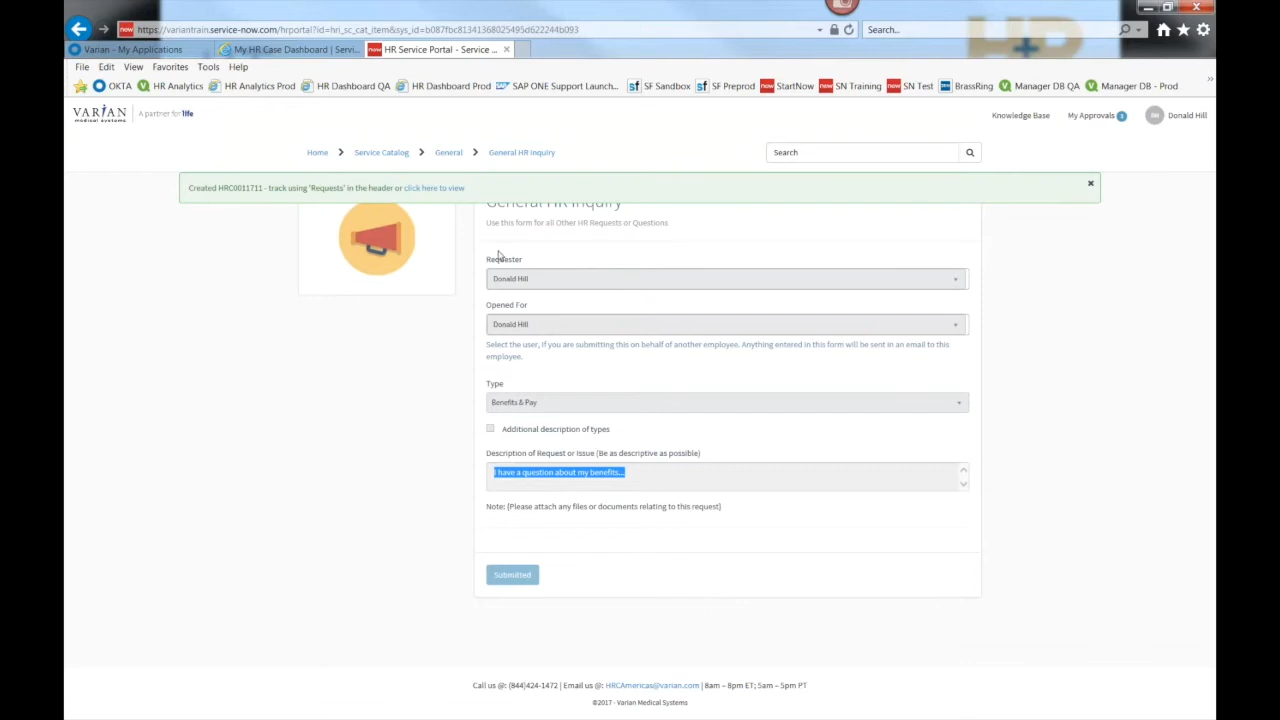 now https://variantrain.service-now.com/hrportal?id=hri_sc_cat_item&sys_id=b087fbc81341368025495d622244b093
Search...
Varian - My Applications
My HR Case Dashboard | Servi...
now HR Service Portal - Service ...
File Edit View Favorites Tools Help
OKTA
HR Analytics
HR Analytics Prod
HR Dashboard QA
HR Dashboard Prod
SAP ONE Support Launch...
SF Sandbox
SF Preprod
StartNow
SN Training
SN Test
BrassRing
Manager DB QA
Manager DB - Prod
VARIAN
medical systems
A partner for life
Knowledge Base
My Approvals 1
Donald Hill
Home > Service Catalog > General > General HR Inquiry
Search
Created HRC0011711 - track using 'Requests' in the header or click here to view
General HR Inquiry
Use this form for all Other HR Requests or Questions
Requester
Donald Hill
Opened For
Donald Hill
Select the user, if you are submitting this on behalf of another employee. Anything entered in this form will be sent in an email to this
employee.
Type
Benefits & Pay
Additional description of types
Description of Request or Issue (Be as descriptive as possible)
I have a question about my benefits...
Note: [Please attach any files or documents relating to this request]
Submitted
Call us @: (844)424-1472 | Email us @: HRCAmericas@varian.com | 8am – 8pm ET; 5am – 5pm PT
©2017 - Varian Medical Systems